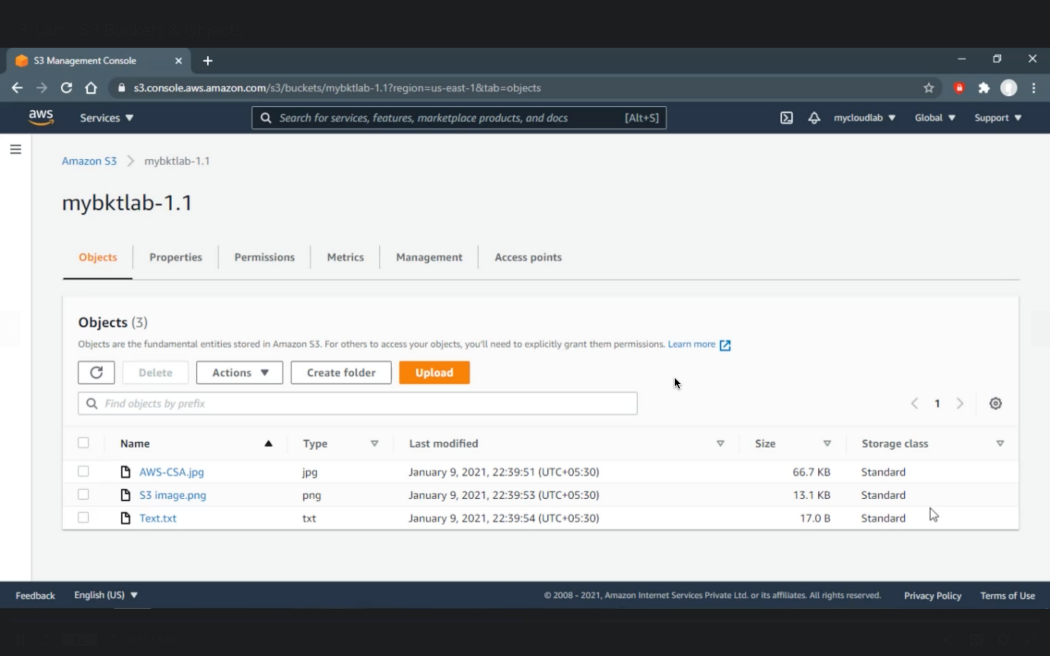 S3 Management Console
s3.console.aws.amazon.com/s3/buckets/mybktlab-1.1?region=us-east-1&tab=objects
aws Services ▼ Search for services, features, marketplace products, and docs [Alt+S] mycloudlab ▼ Global ▼ Support ▼
Amazon S3 > mybktlab-1.1
mybktlab-1.1
Objects Properties Permissions Metrics Management Access points
Objects (3)
Objects are the fundamental entities stored in Amazon S3. For others to access your objects, you'll need to explicitly grant them permissions. Learn more
Delete Actions ▼ Create folder Upload
Find objects by prefix < 1 >
Name ▲ Type Last modified Size Storage class
AWS-CSA.jpg jpg January 9, 2021, 22:39:51 (UTC+05:30) 66.7 KB Standard
S3 image.png png January 9, 2021, 22:39:53 (UTC+05:30) 13.1 KB Standard
Text.txt txt January 9, 2021, 22:39:54 (UTC+05:30) 17.0 B Standard
Feedback English (US) ▼ © 2008 - 2021, Amazon Internet Services Private Ltd. or its affiliates. All rights reserved. Privacy Policy Terms of Use